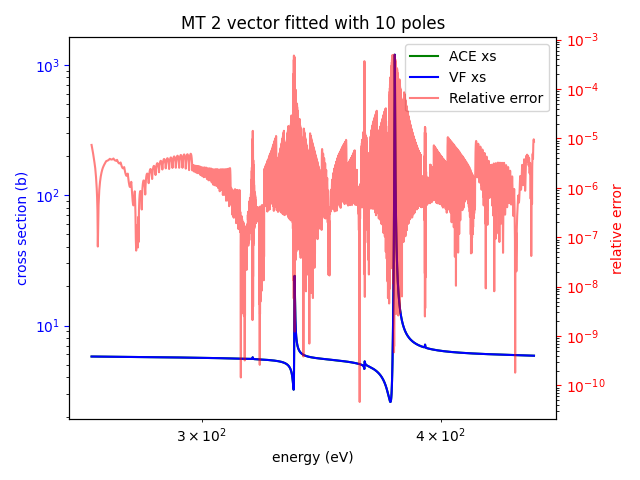 MT 2 vector fitted with 10 poles
ACE xs
VF xs
Relative error
10³
10²
10¹
cross section (b)
10⁻³
10⁻⁴
10⁻⁵
10⁻⁶
10⁻⁷
10⁻⁸
10⁻⁹
10⁻¹⁰
relative error
3 × 10²
4 × 10²
energy (eV)